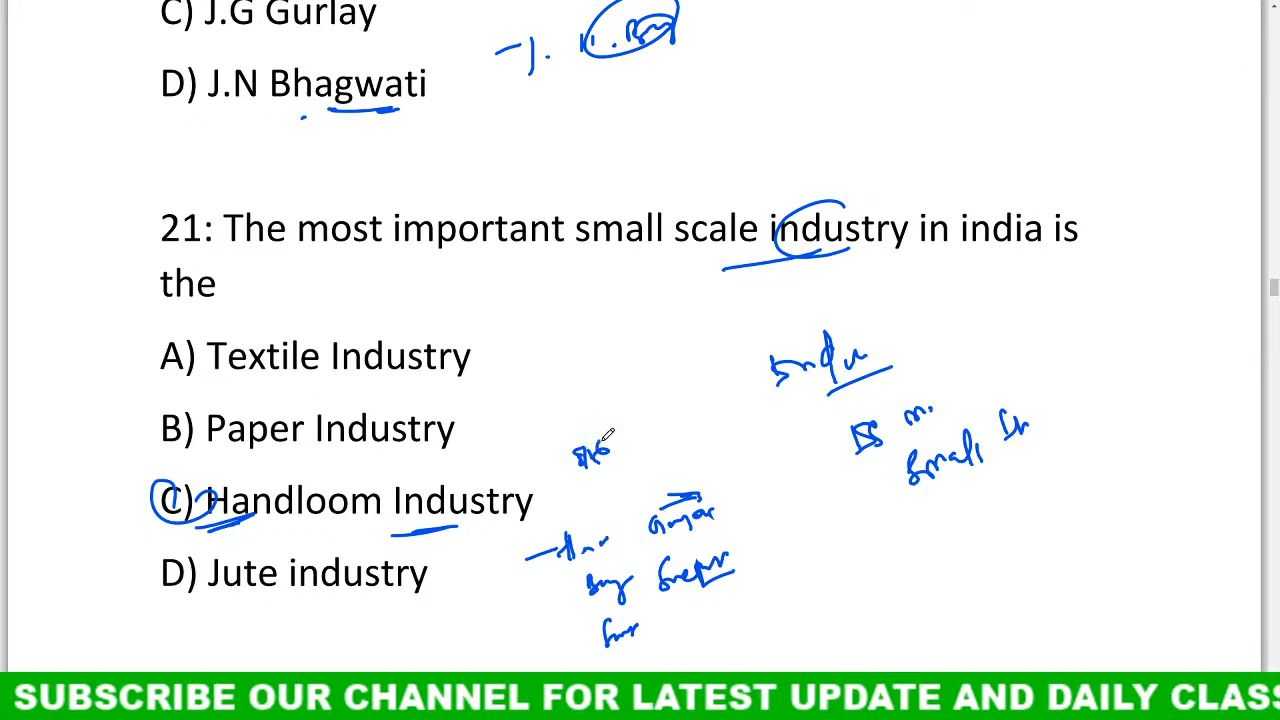 C) J.G Gurlay
D) J.N Bhagwati
21: The most important small scale industry in india is
the
A) Textile Industry
B) Paper Industry
C) Handloom Industry
D) Jute industry
Small
SUBSCRIBE OUR CHANNEL FOR LATEST UPDATE AND DAILY CLASS